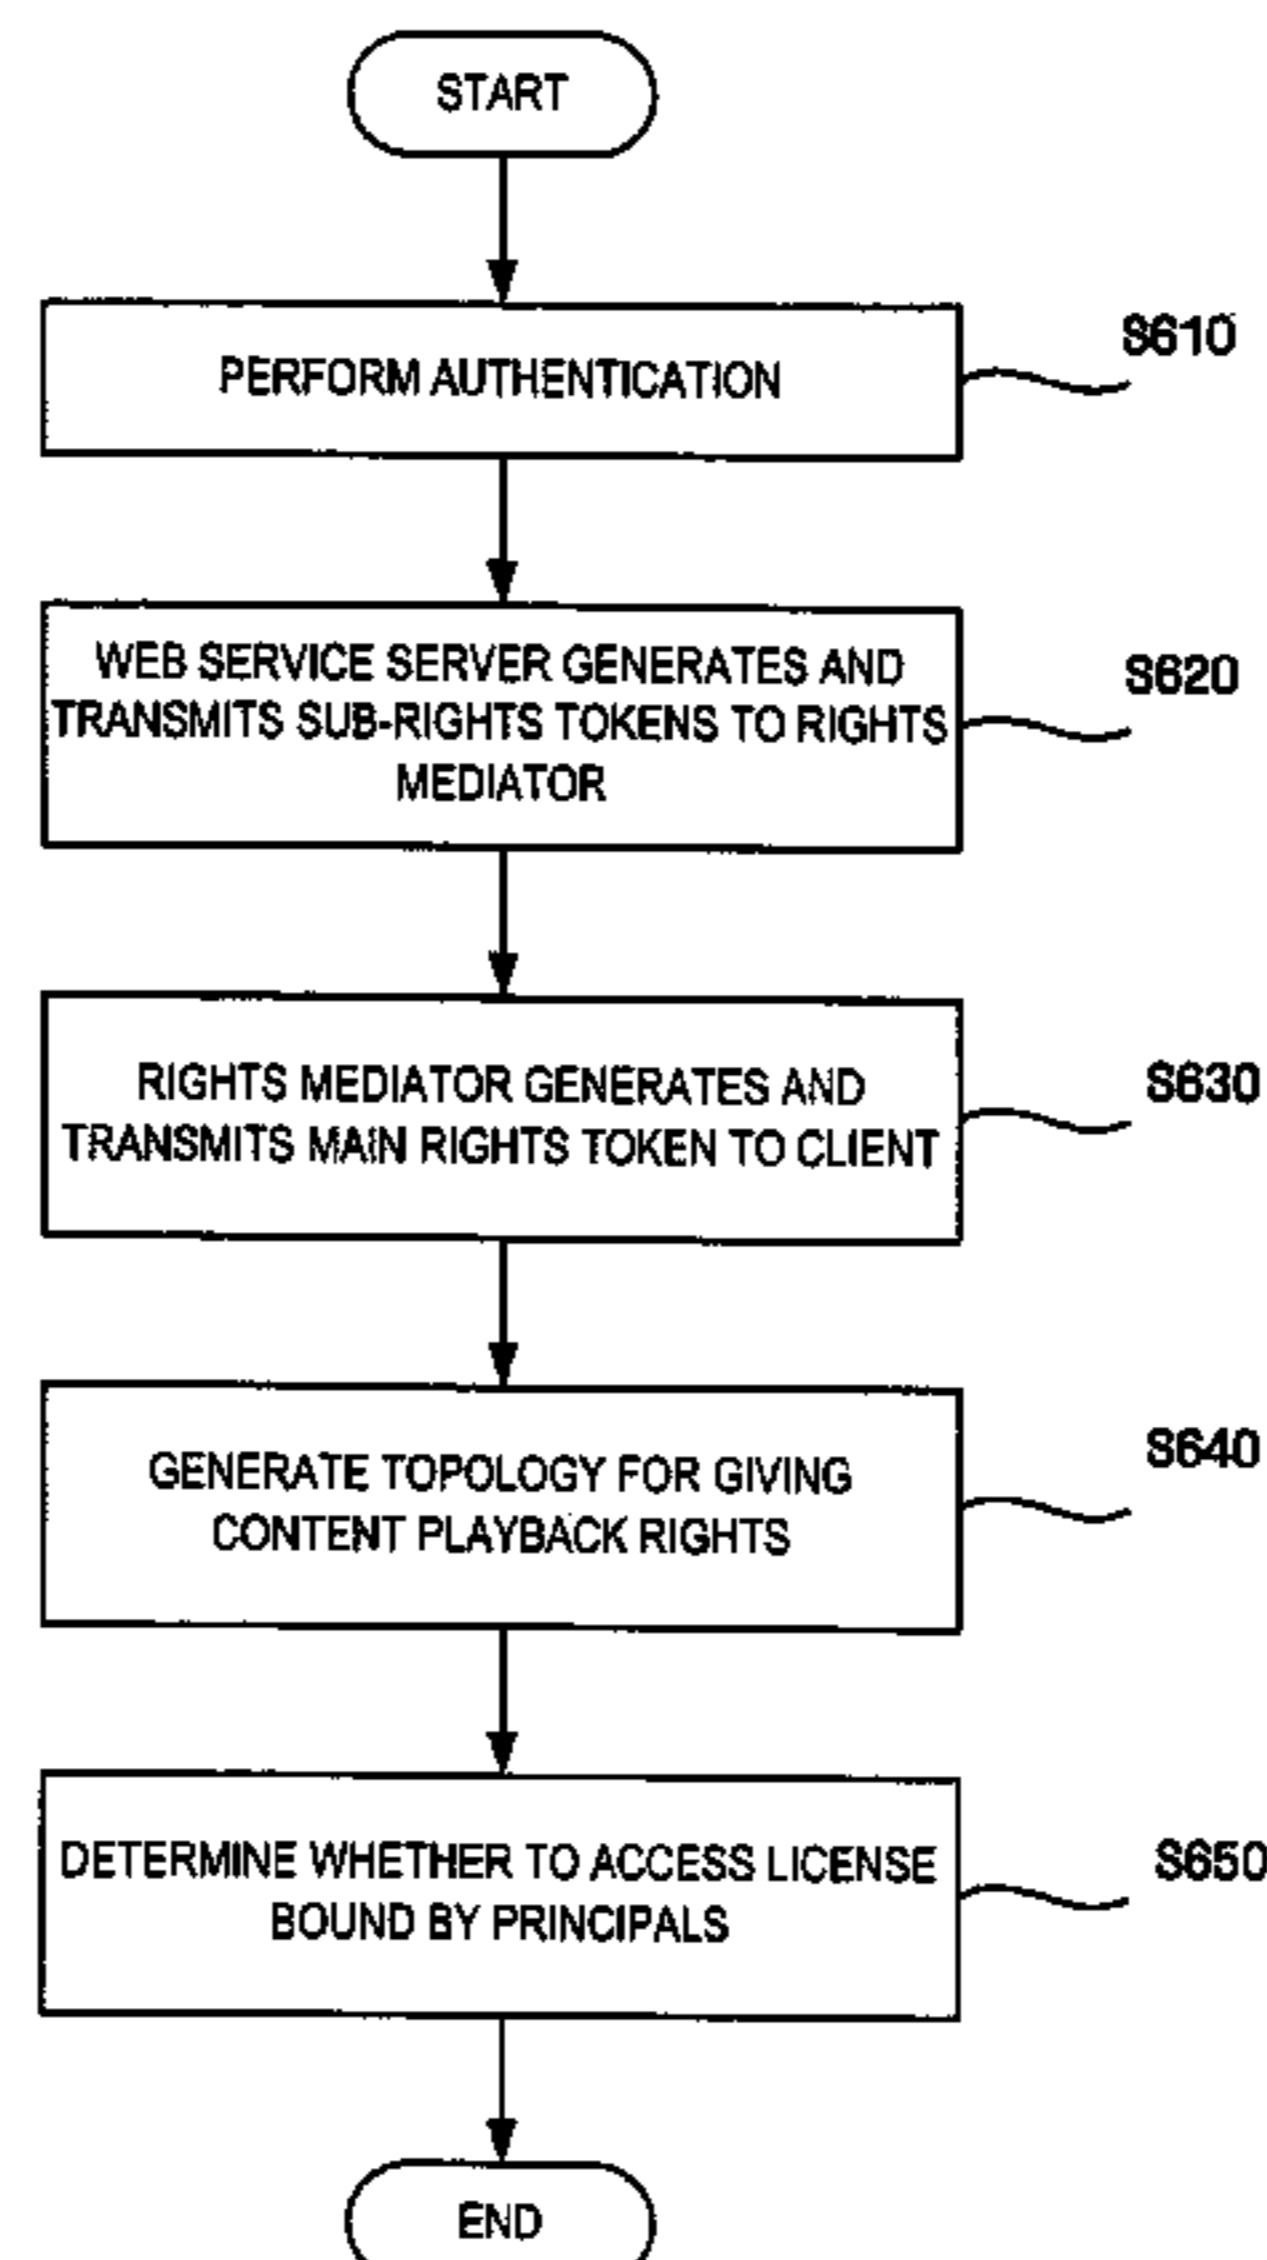 START
PERFORM AUTHENTICATION
S610
WEB SERVICE SERVER GENERATES AND
TRANSMITS SUB-RIGHTS TOKENS TO RIGHTS
MEDIATOR
S620
RIGHTS MEDIATOR GENERATES AND
TRANSMITS MAIN RIGHTS TOKEN TO CLIENT
S630
GENERATE TOPOLOGY FOR GIVING
CONTENT PLAYBACK RIGHTS
S640
DETERMINE WHETHER TO ACCESS LICENSE
BOUND BY PRINCIPALS
S650
END